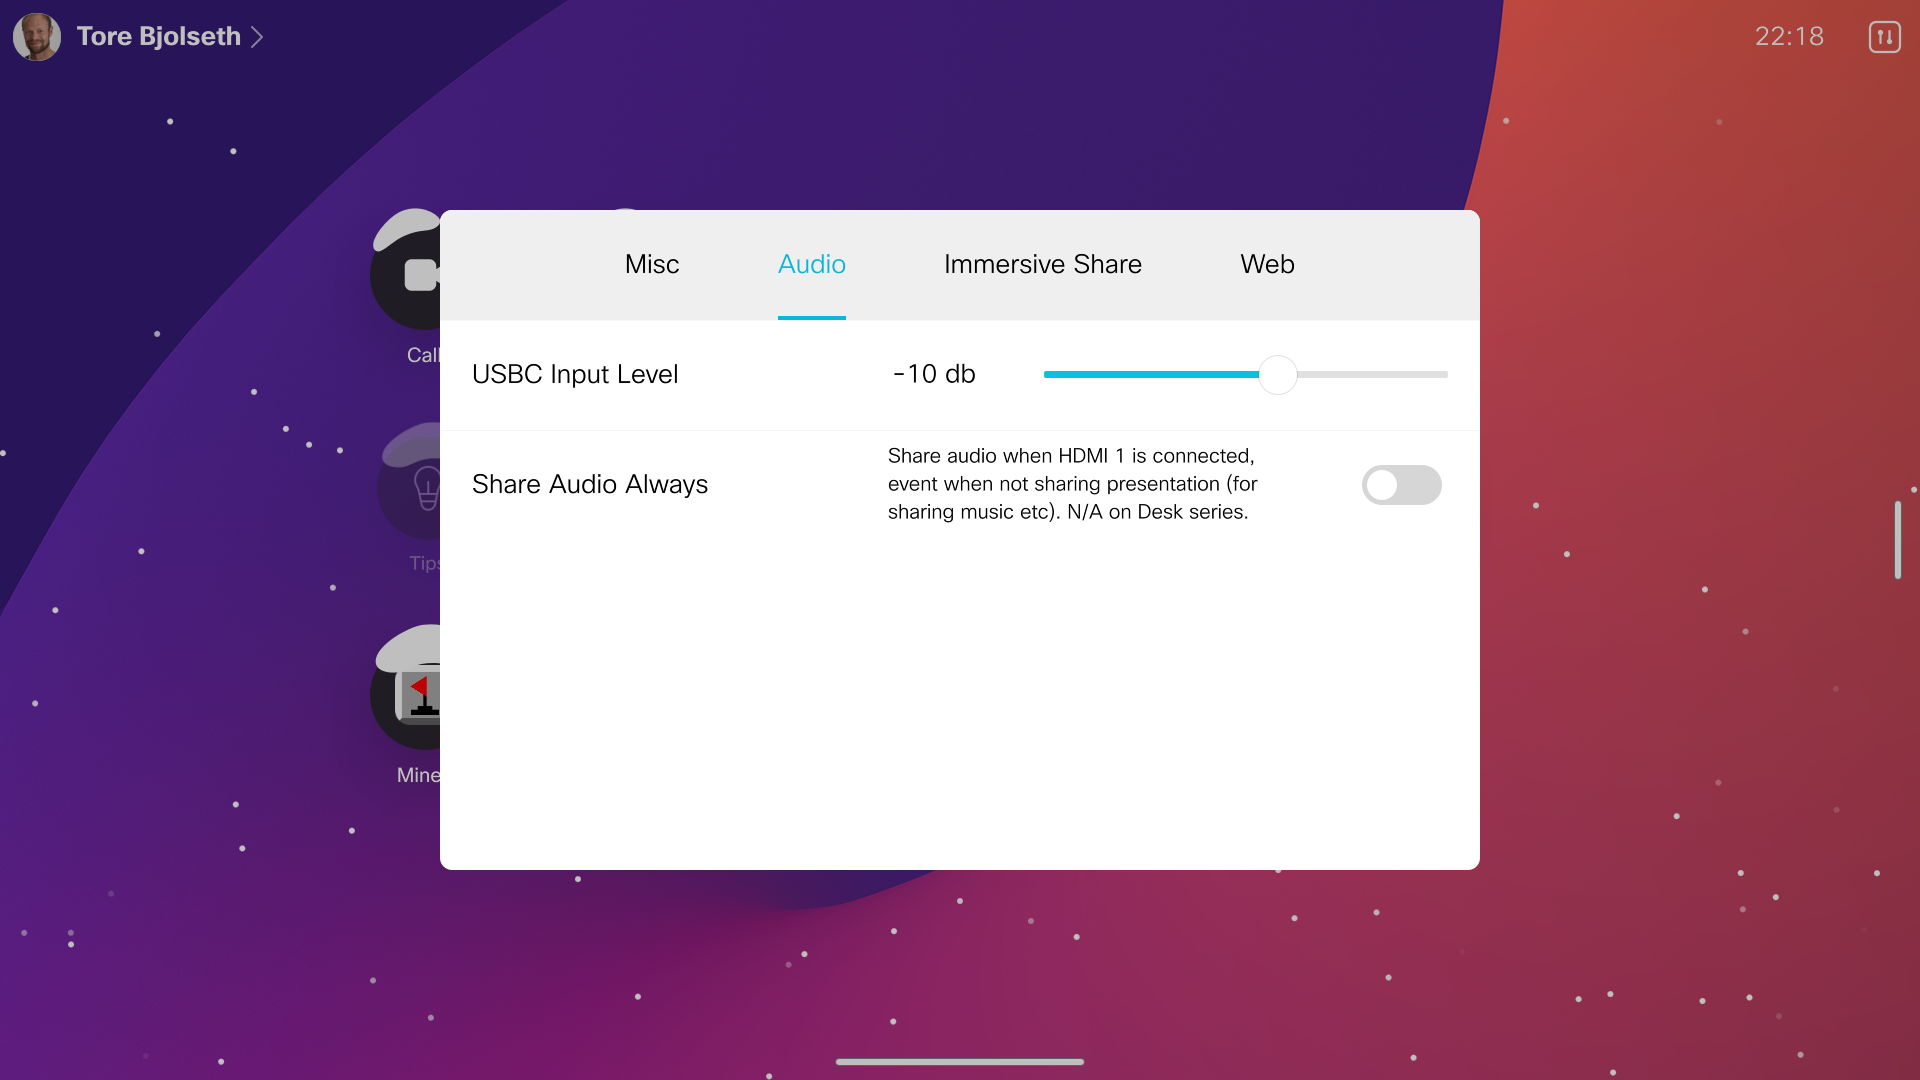 Tore Bjolseth
22:18
Misc
Audio
Immersive Share
Web
USBC Input Level
-10 db
Share Audio Always
Share audio when HDMI 1 is connected,
event when not sharing presentation (for
sharing music etc). N/A on Desk series.
Call
Tips
Mine